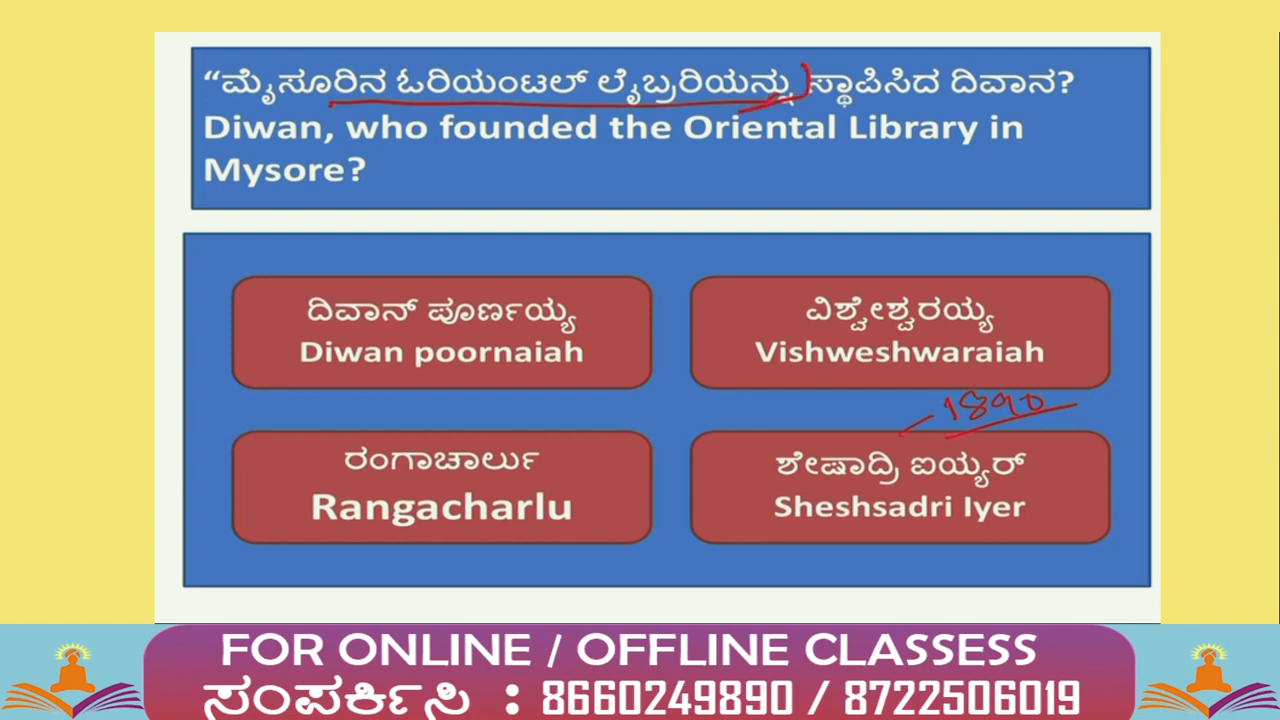 “ಮೈಸೂರಿನ ಓರಿಯಂಟಲ್ ಲೈಬ್ರರಿಯನ್ನು ಸ್ಥಾಪಿಸಿದ ದಿವಾನ?
Diwan, who founded the Oriental Library in
Mysore?
ದಿವಾನ್ ಪೂರ್ಣಯ್ಯ
Diwan poornaiah
ವಿಶ್ವೇಶ್ವರಯ್ಯ
Vishweshwaraiah
1890
ರಂಗಾಚಾರ್ಲು
Rangacharlu
ಶೇಷಾದ್ರಿ ಐಯ್ಯರ್
Sheshsadri Iyer
FOR ONLINE / OFFLINE CLASSESS
ಸಂಪರ್ಕಿಸಿ : 8660249890 / 8722506019